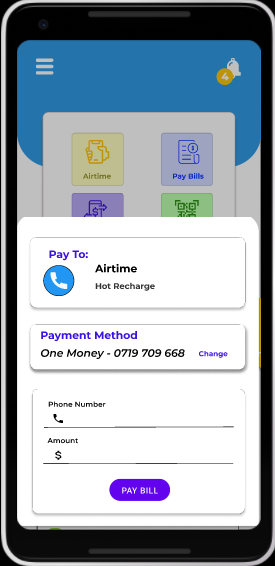 4
Airtime
Pay Bills
Pay To:
Airtime
Hot Recharge
Payment Method
One Money - 0719 709 668
Change
Phone Number
Amount
$
PAY BILL